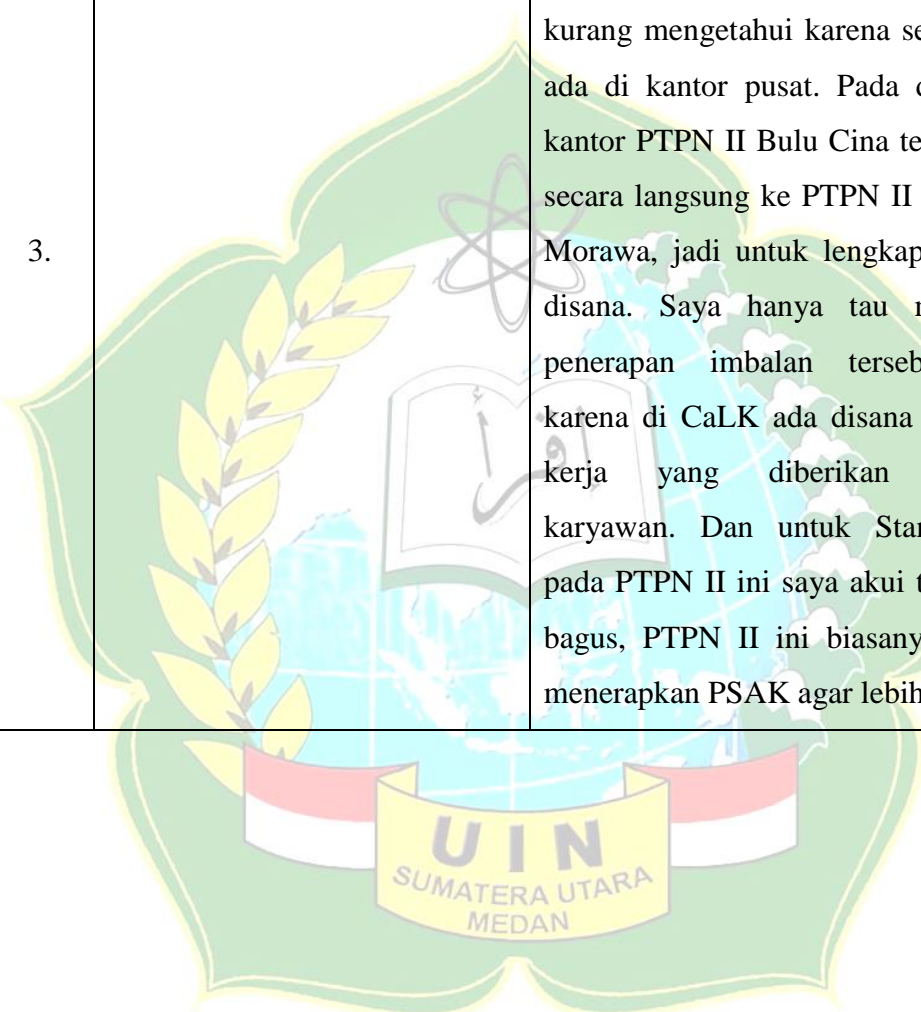 kurang mengetahui karena se
ada di kantor pusat. Pada
kantor PTPN II Bulu Cina te
secara langsung ke PTPN II
3.
Morawa, jadi untuk lengkap
disana. Saya hanya tau
penerapan imbalan terseb
karena di CaLK ada disana
kerja yang diberikan
karyawan. Dan untuk Stan
pada PTPN II ini saya akui t
bagus, PTPN II ini biasany
menerapkan PSAK agar lebih
UIN
SUMATERA UTARA
MEDAN